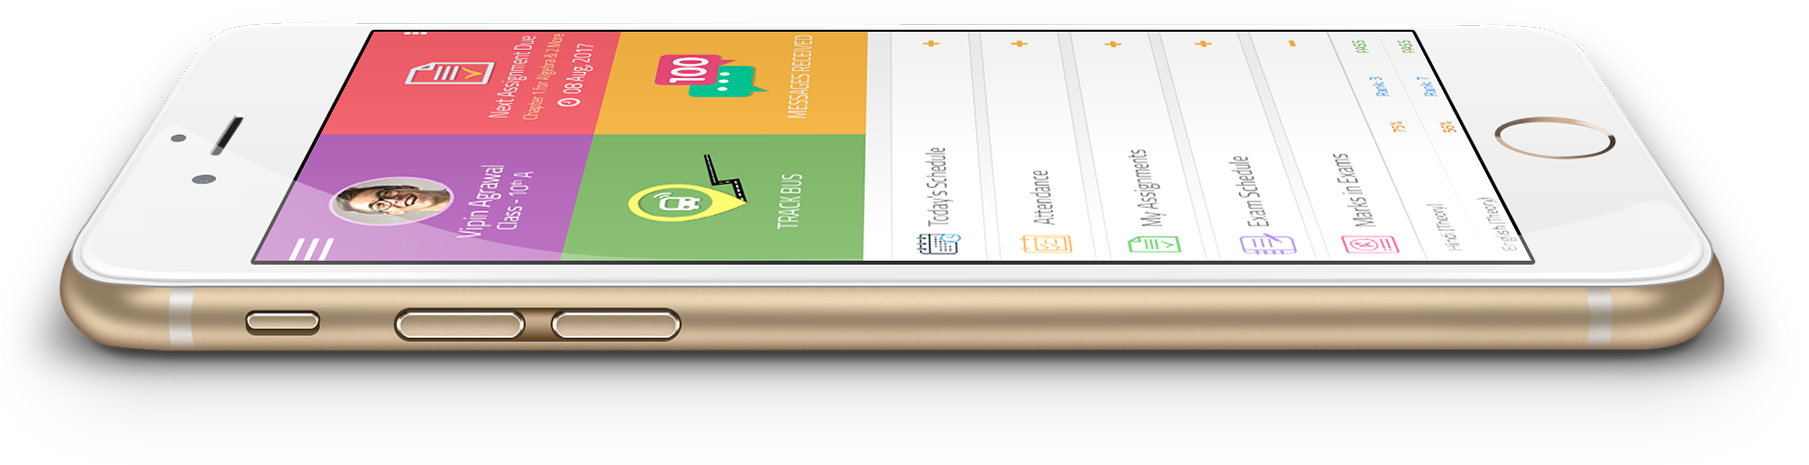 Vipin Agrawal
Class - 10th A
Next Assignment Due
Chapter 1 for Algebra & 2 More
08 Aug, 2017
TRACK BUS
100
MESSAGES RECEIVED
Today's Schedule +
Attendance +
My Assignments +
Exam Schedule +
Marks in Exams -
Hindi (Theory) 75% Rank 3 PASS
English (Theory) 56% Rank 7 PASS